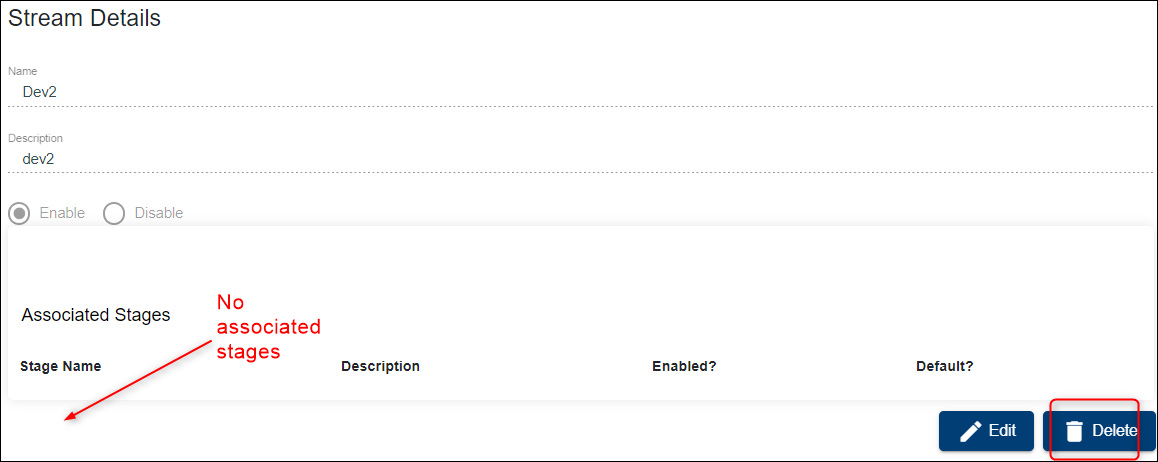 Stream Details
Name
Dev2
Description
dev2
Enable Disable
No
associated
stages
Associated Stages
Stage Name Description Enabled? Default?
Edit Delete